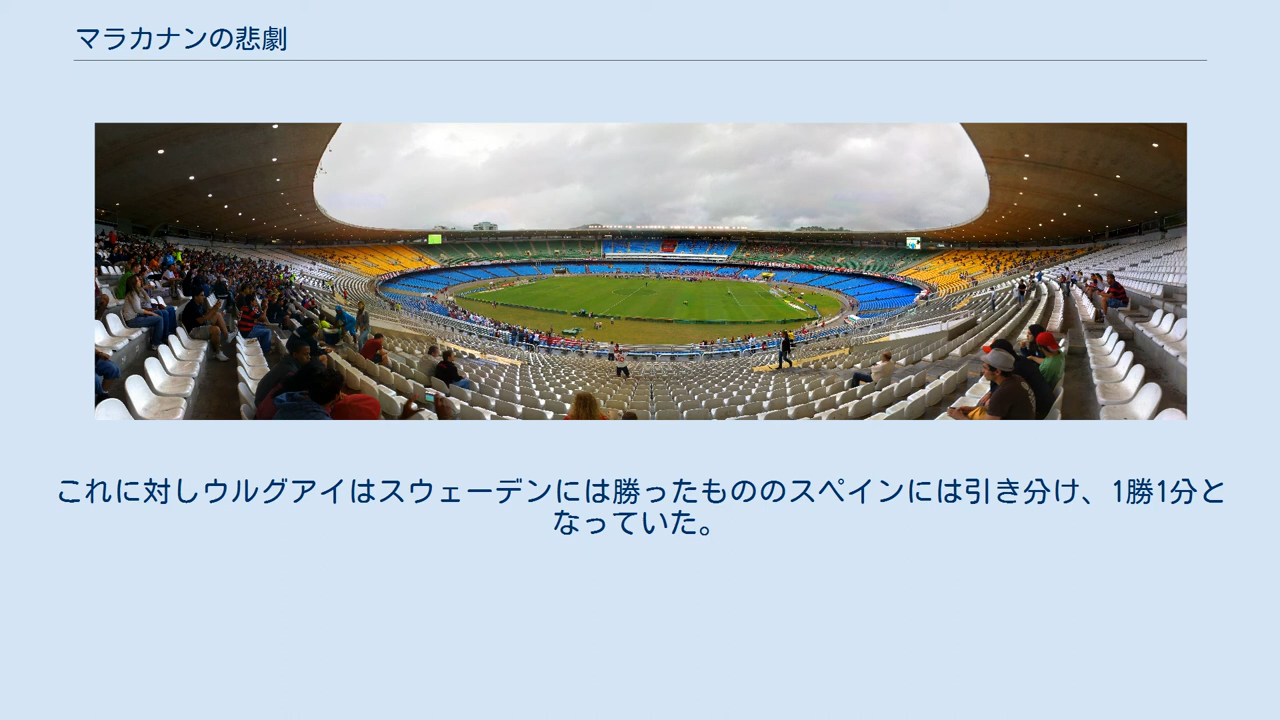 マラカナンの悲劇
これに対しウルグアイはスウェーデンには勝ったもののスペインには引き分け、1勝1分と
なっていた。